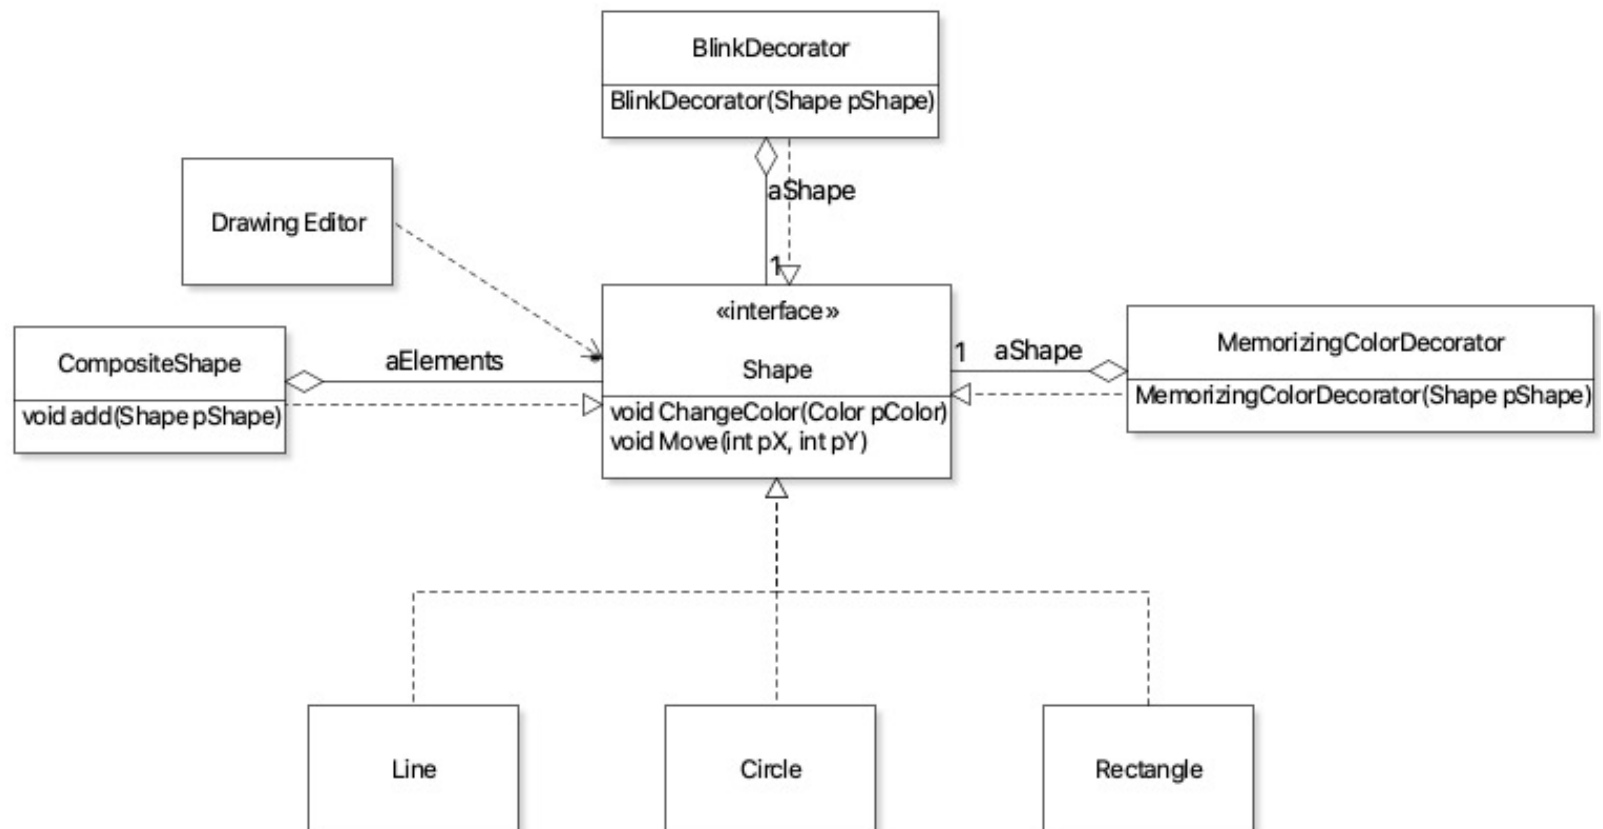 BlinkDecorator
BlinkDecorator(Shape pShape)
aShape
1
Drawing Editor
«interface»
Shape
void ChangeColor(Color pColor)
void Move(int pX, int pY)
CompositeShape
void add(Shape pShape)
aElements
1
aShape
MemorizingColorDecorator
MemorizingColorDecorator(Shape pShape)
Line
Circle
Rectangle